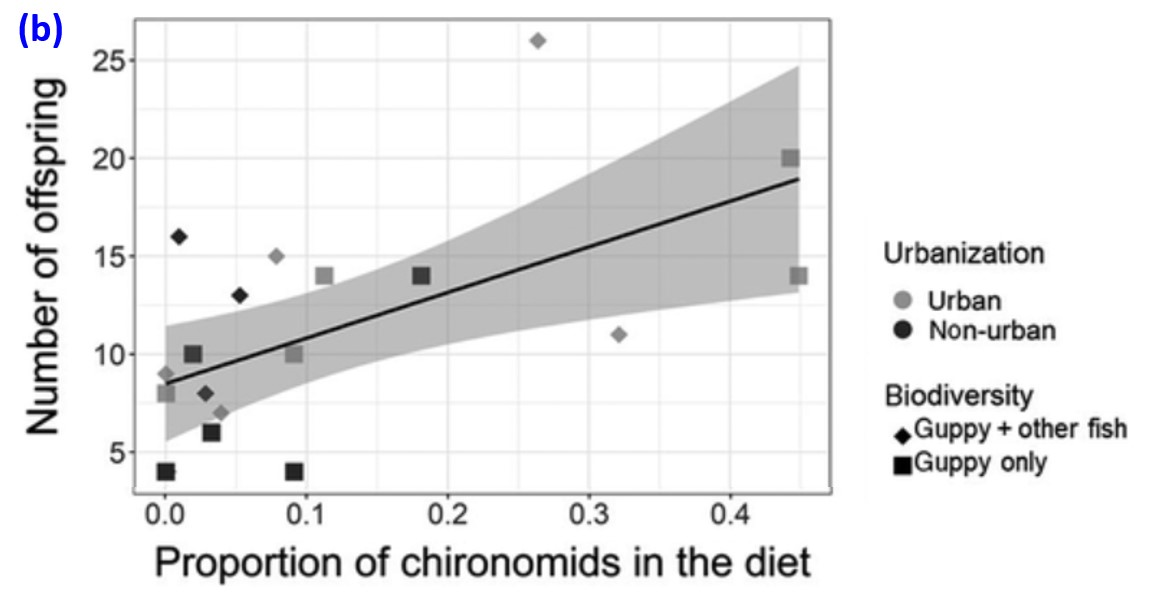 (b)
Number of offspring
25
20
15
10
5
0.0 0.1 0.2 0.3 0.4
Proportion of chironomids in the diet
Urbanization
Urban
Non-urban
Biodiversity
Guppy + other fish
Guppy only